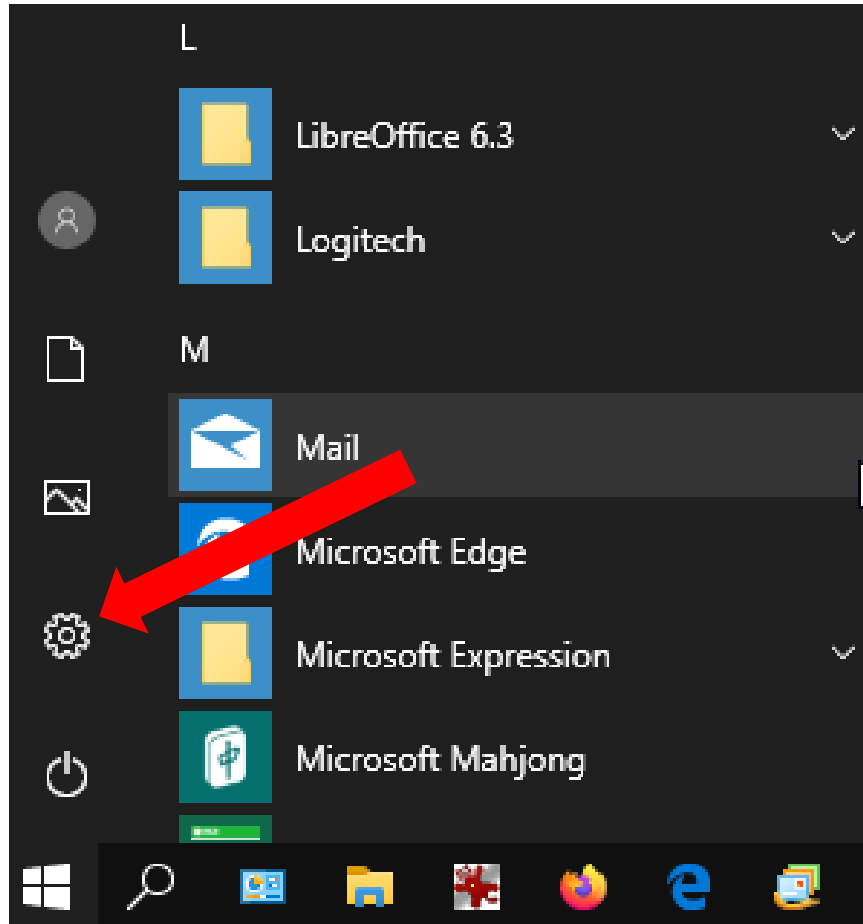 L
LibreOffice 6.3
Logitech
M
Mail
Microsoft Edge
Microsoft Expression
Microsoft Mahjong